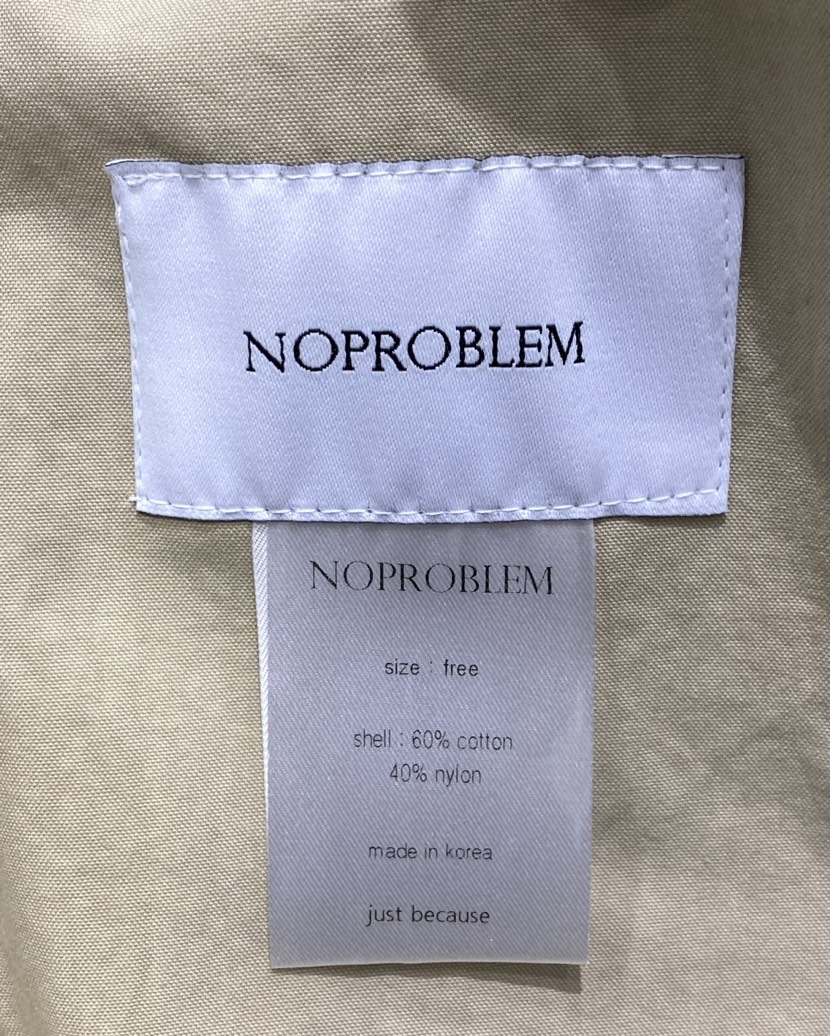 NOPROBLEM
NOPROBLEM
size : free
shell : 60% cotton
40% nylon
made in korea
just because